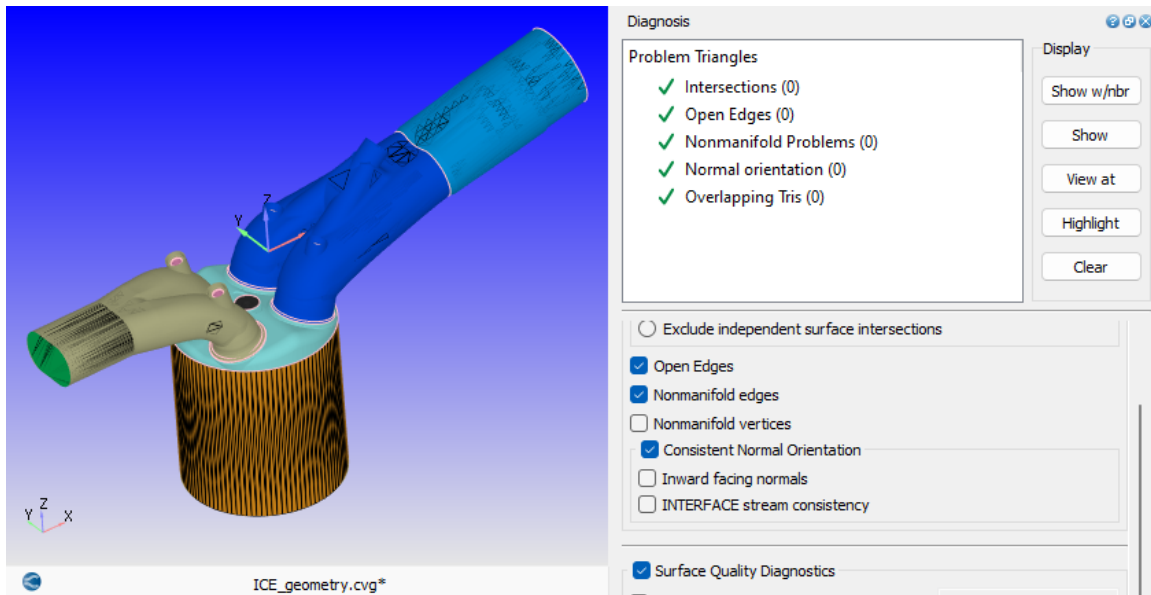 Diagnosis
Problem Triangles
Intersections (0)
Open Edges (0)
Nonmanifold Problems (0)
Normal orientation (0)
Overlapping Tris (0)
Display
Show w/nbr
Show
View at
Highlight
Clear
Exclude independent surface intersections
Open Edges
Nonmanifold edges
Nonmanifold vertices
Consistent Normal Orientation
Inward facing normals
INTERFACE stream consistency
Surface Quality Diagnostics
Z
Y
Z
Y
X
ICE_geometry.cvg*